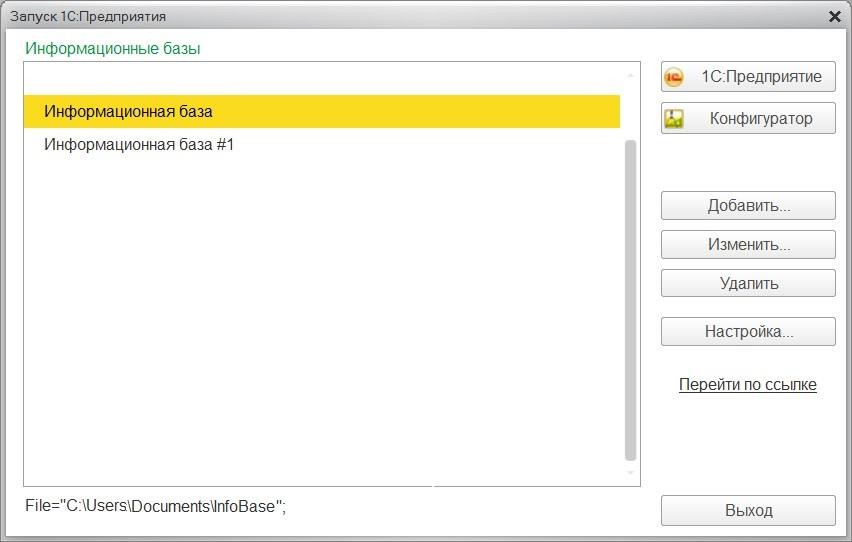 Запуск 1С:Предприятия
Информационные базы
Информационная база
Информационная база #1
1С:Предприятие
Конфигуратор
Добавить...
Изменить...
Удалить
Настройка...
Перейти по ссылке
File="C:\Users\Documents\InfoBase";
Выход